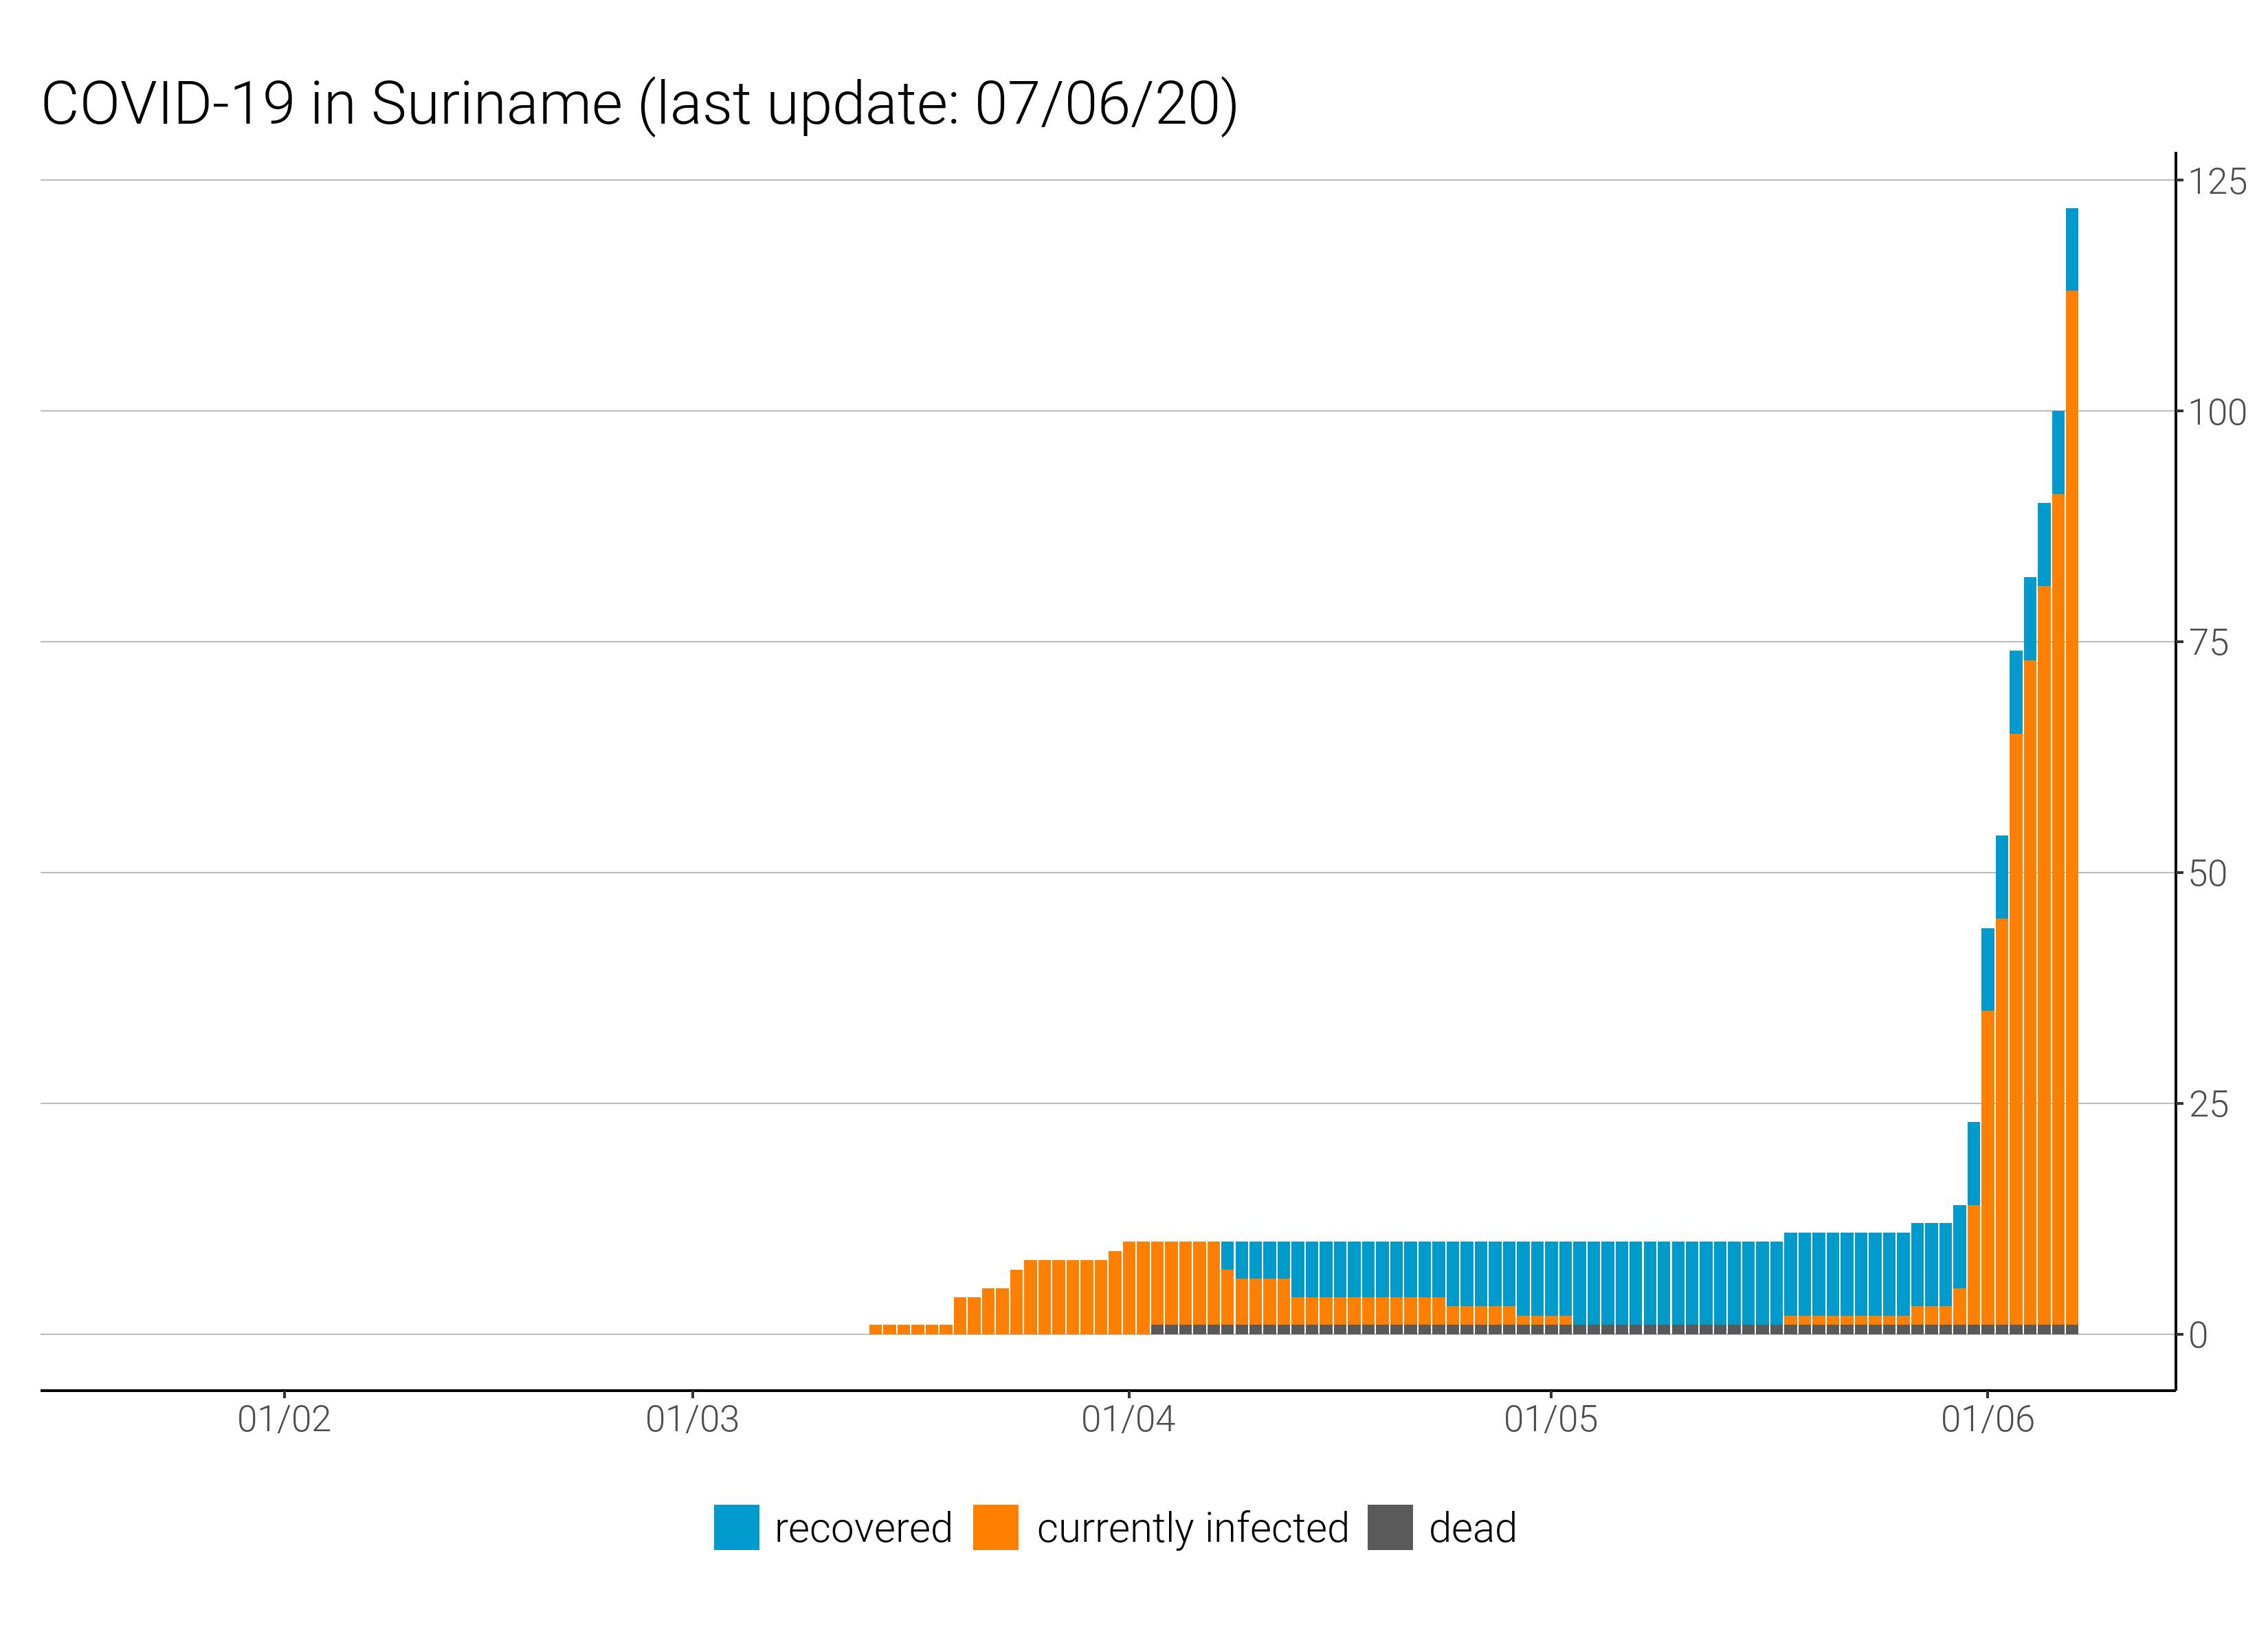 COVID-19 in Suriname (last update: 07/06/20)
125
100
75
50
25
0
01/02 01/03 01/04 01/05 01/06
recovered currently infected dead